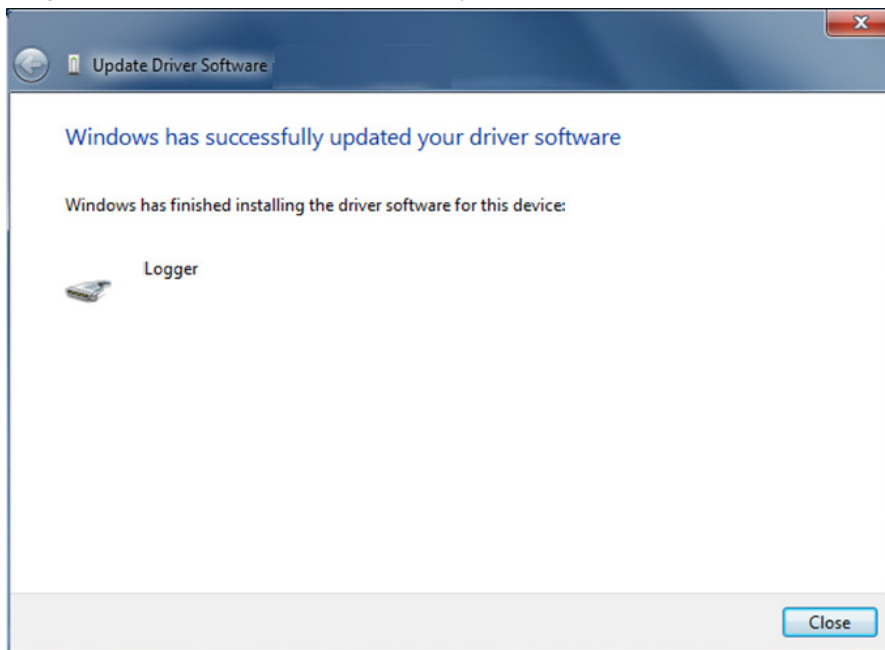 Update Driver Software
Windows has successfully updated your driver software
Windows has finished installing the driver software for this device:
Logger
Close